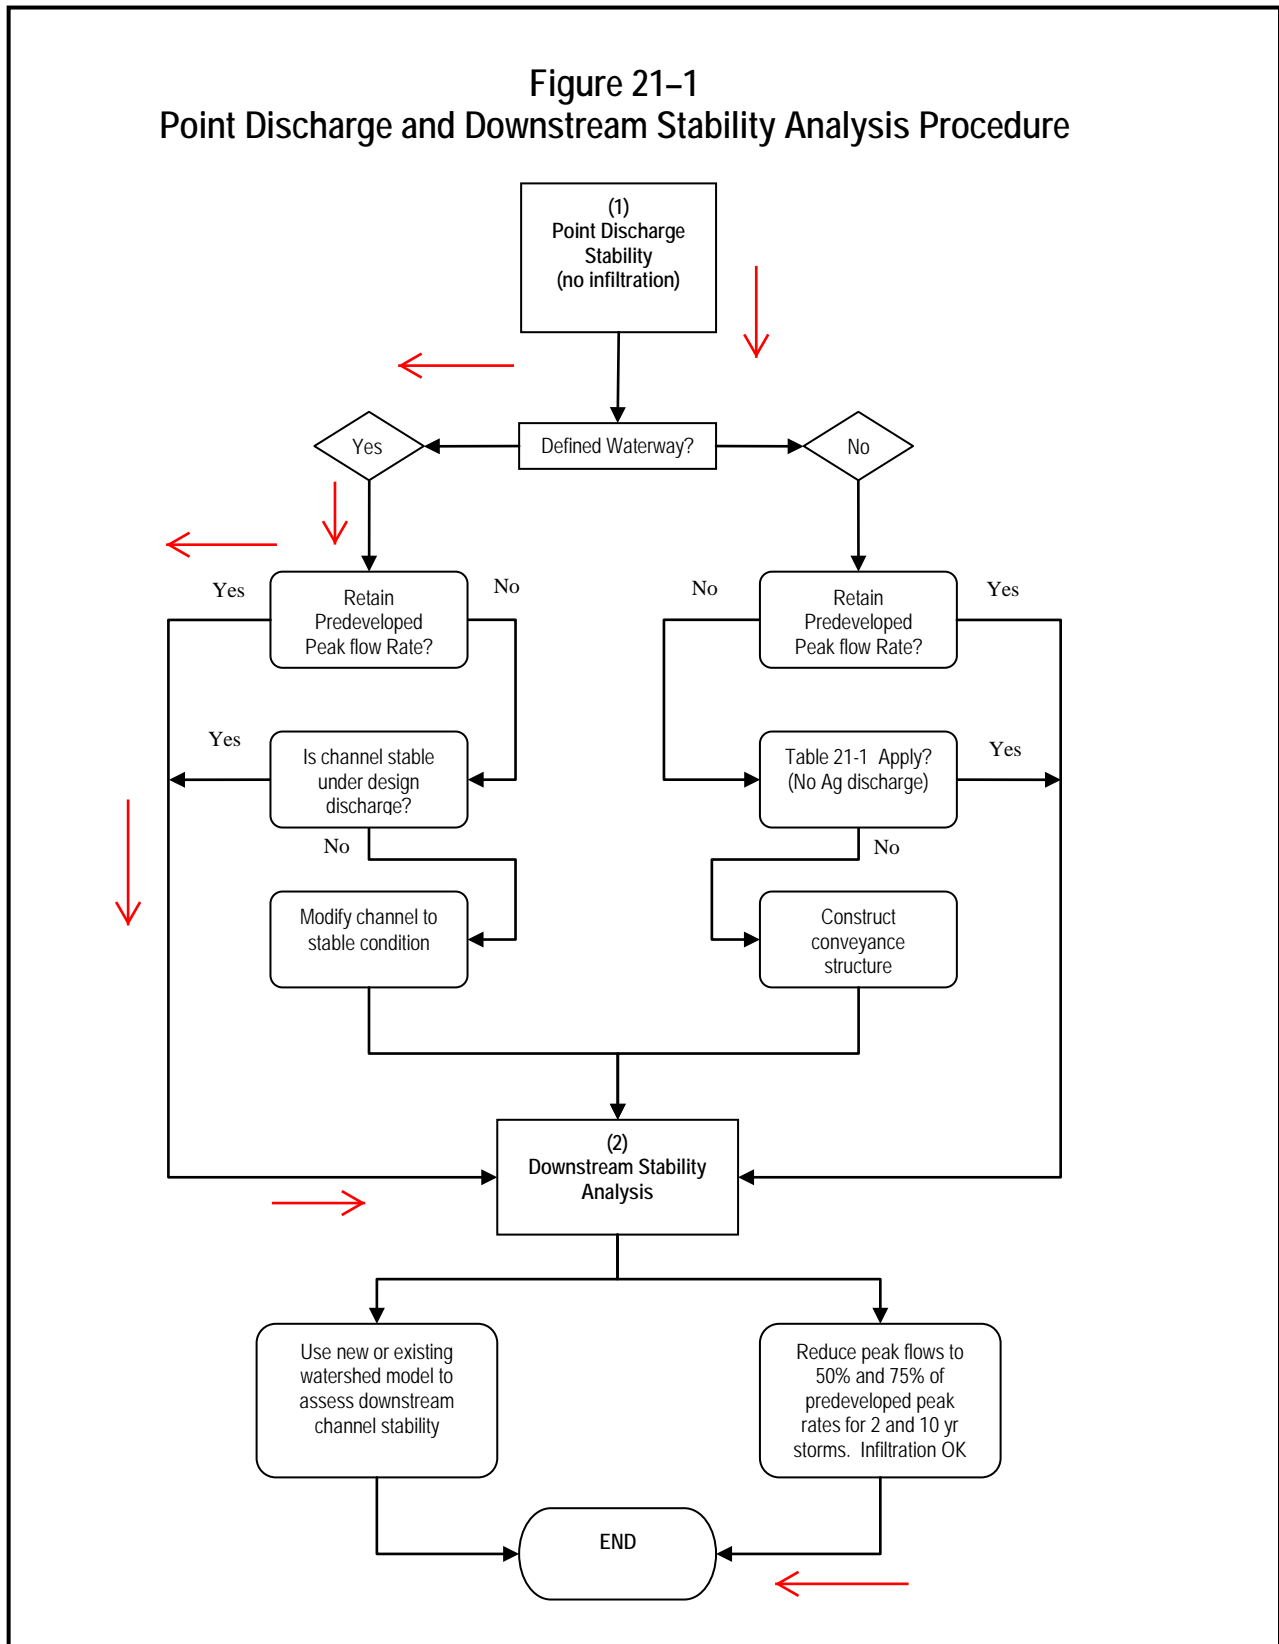 Figure 21–1
Point Discharge and Downstream Stability Analysis Procedure
(1)
Point Discharge
Stability
(no infiltration)
Yes
Defined Waterway?
No
Yes
Retain
Predeveloped
Peak flow Rate?
No
No
Retain
Predeveloped
Peak flow Rate?
Yes
Yes
Is channel stable
under design
discharge?
No
Table 21-1 Apply?
(No Ag discharge)
Yes
No
Modify channel to
stable condition
Construct
conveyance
structure
(2)
Downstream Stability
Analysis
Use new or existing
watershed model to
assess downstream
channel stability
Reduce peak flows to
50% and 75% of
predeveloped peak
rates for 2 and 10 yr
storms. Infiltration OK
END